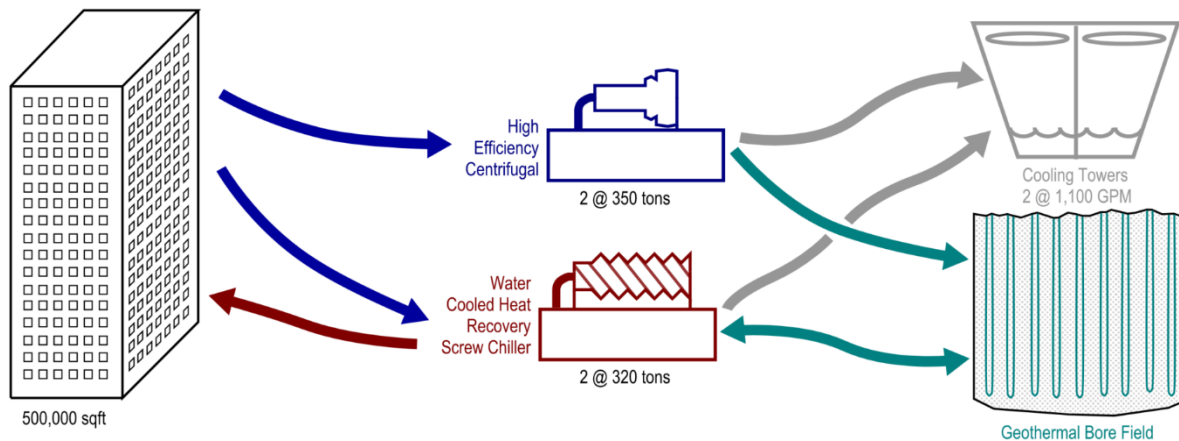 500,000 sqft
High
Efficiency
Centrifugal
2 @ 350 tons
Water
Cooled Heat
Recovery
Screw Chiller
2 @ 320 tons
Cooling Towers
2 @ 1,100 GPM
Geothermal Bore Field